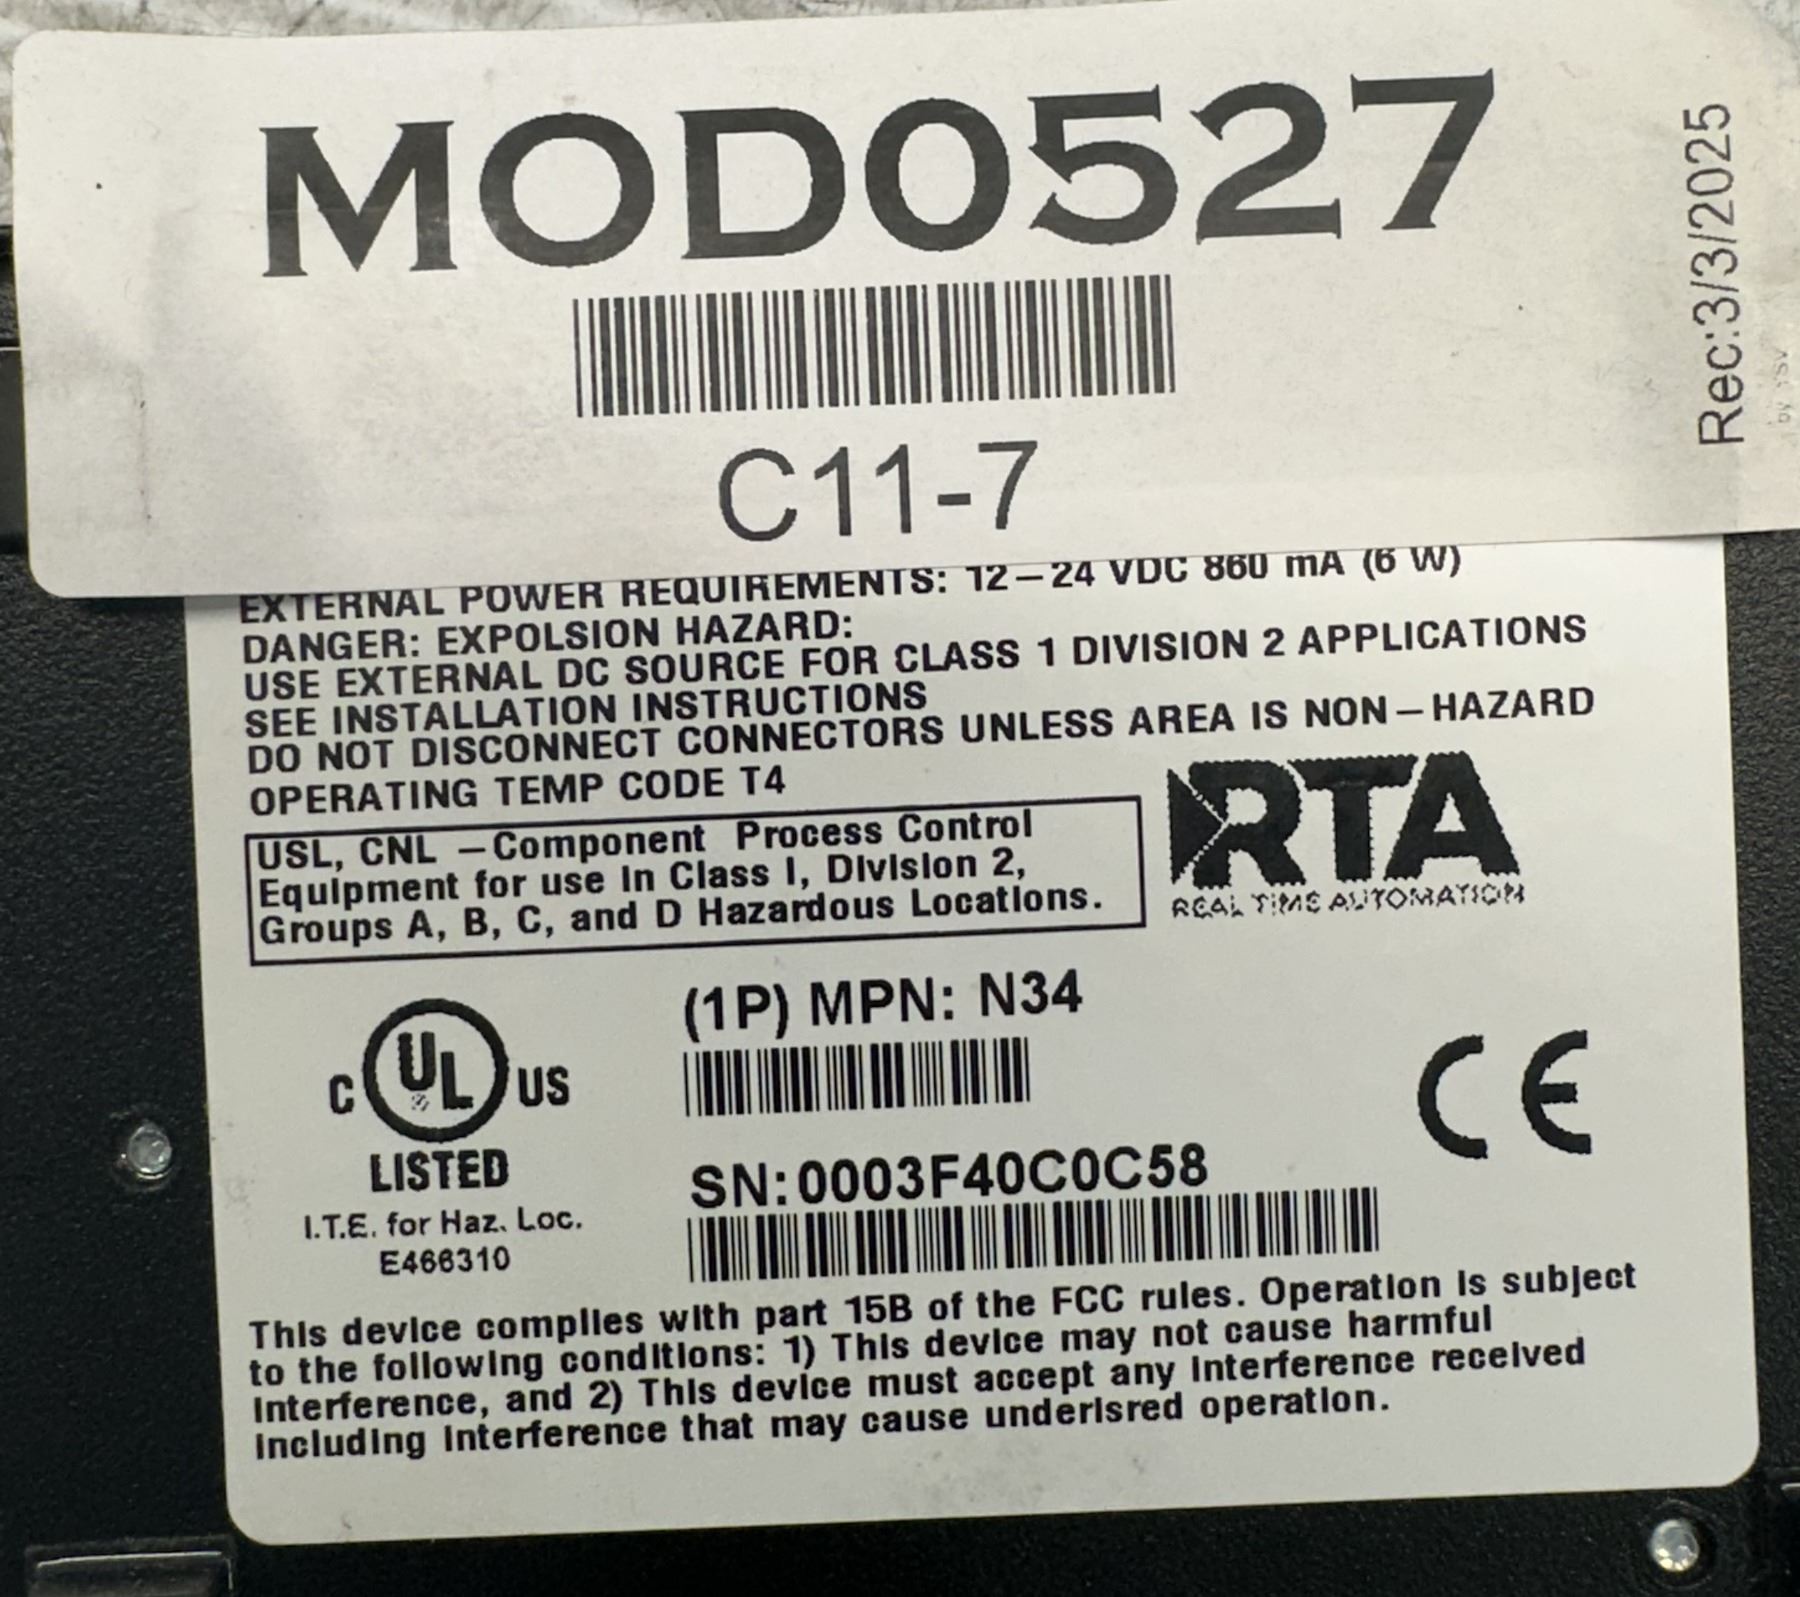 MOD0527
Rec:3/3/2025
C11-7
EXTERNAL POWER REQUIREMENTS: 12–24 VDC 860 mA (6 W)
DANGER: EXPOLSION HAZARD:
USE EXTERNAL DC SOURCE FOR CLASS 1 DIVISION 2 APPLICATIONS
SEE INSTALLATION INSTRUCTIONS
DO NOT DISCONNECT CONNECTORS UNLESS AREA IS NON–HAZARD
OPERATING TEMP CODE T4
USL, CNL –Component Process Control
Equipment for use in Class I, Division 2,
Groups A, B, C, and D Hazardous Locations.
RTA
REAL TIME AUTOMATION
(1P) MPN: N34
C UL US
®
LISTED
I.T.E. for Haz. Loc.
E466310
CE
SN:0003F40C0C58
This device complies with part 15B of the FCC rules. Operation is subject
to the following conditions: 1) This device may not cause harmful
interference, and 2) This device must accept any interference received
including interference that may cause underisred operation.